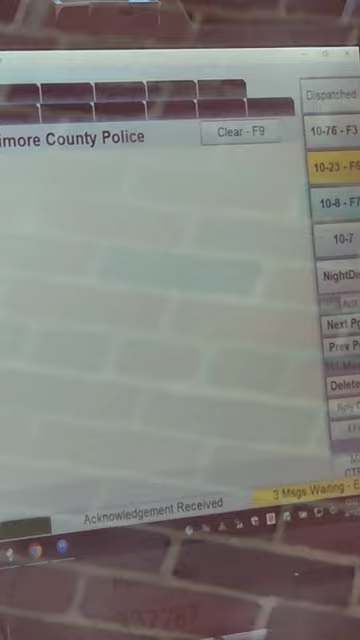 Dispatched
imore County Police
Clear - F9
10-76 - F3
10-23 - F6
10-8 - F7
10-7
NightDi
Next P
Prev P
Delete
3 Msgs Waiting - E
Acknowledgement Received